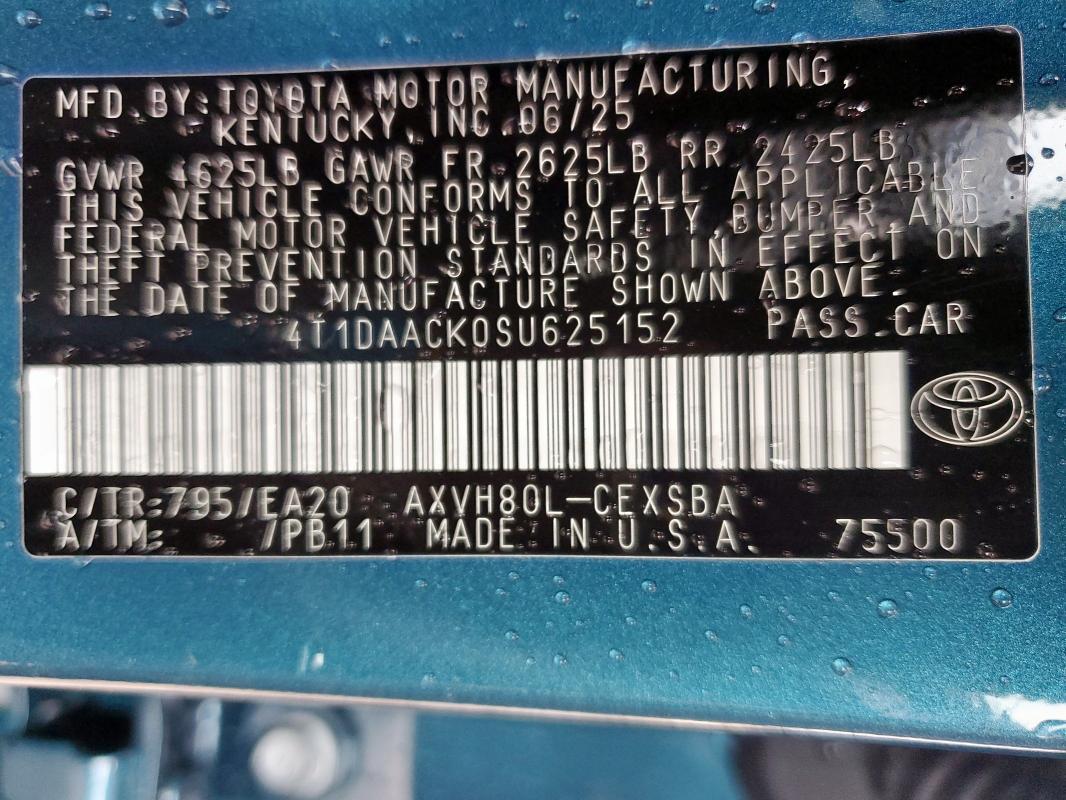 MFD. BY: TOYOTA MOTOR MANUFACTURING,
KENTUCKY, INC. 06/25
GVWR 4625LB GAWR FR 2625LB RR 2425LB
THIS VEHICLE CONFORMS TO ALL APPLICABLE
FEDERAL MOTOR VEHICLE SAFETY, BUMPER, AND
THEFT PREVENTION STANDARDS IN EFFECT ON
THE DATE OF MANUFACTURE SHOWN ABOVE.
4T1DAACK0SU625152 PASS. CAR
C/TR: 795/EA20 AXVH80L-CEXSBA
A/TM: /PB11 MADE IN U.S.A. 75500